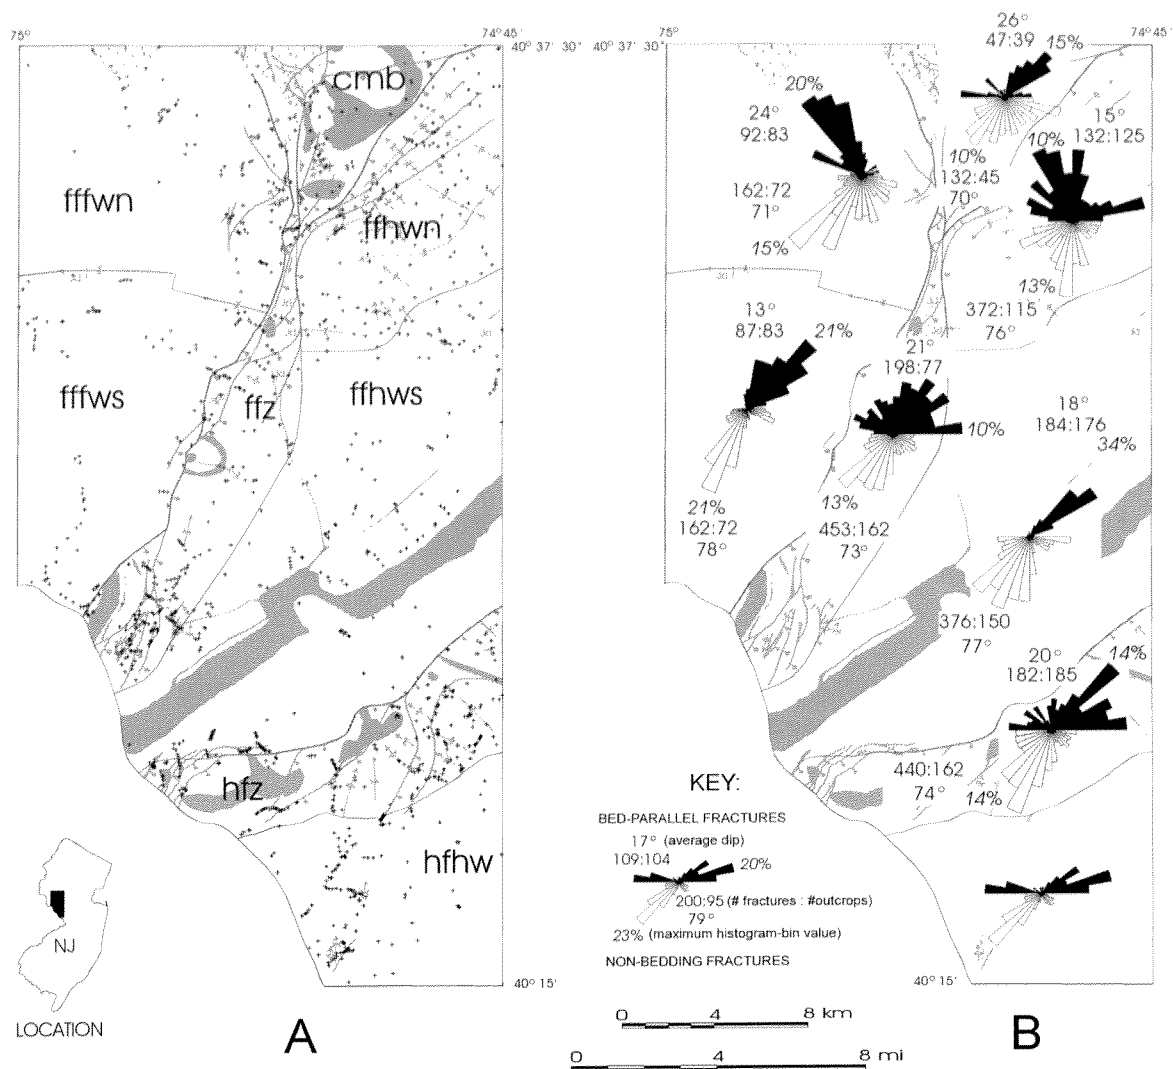 75°
74° 45'
40° 37' 30"
cmb
fffwn
ffhwn
fffws
ffz
ffhws
hfz
hfhw
NJ
LOCATION
A
40° 15'
40° 37' 30"
75°
74° 45'
26°
47:39
15%
20%
24°
92:83
15°
132:125
10%
10%
132:45
70°
162:72
71°
15%
13%
372:115
76°
13°
87:83
21%
21°
198:77
10%
18°
184:176
34%
21%
162:72
78°
13%
453:162
73°
376:150
77°
20°
182:185
14%
440:162
74°
14%
KEY:
BED-PARALLEL FRACTURES
17° (average dip)
109:104
20%
200:95 (# fractures : #outcrops)
79°
23% (maximum histogram-bin value)
NON-BEDDING FRACTURES
40° 15'
0 4 8 km
0 4 8 mi
B